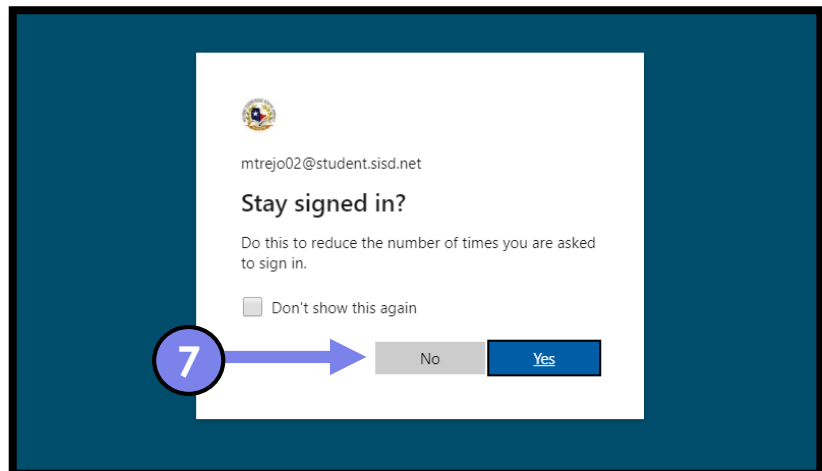 mtrejo02@student.sisd.net
Stay signed in?
Do this to reduce the number of times you are asked
to sign in.
Don't show this again
7
No Yes